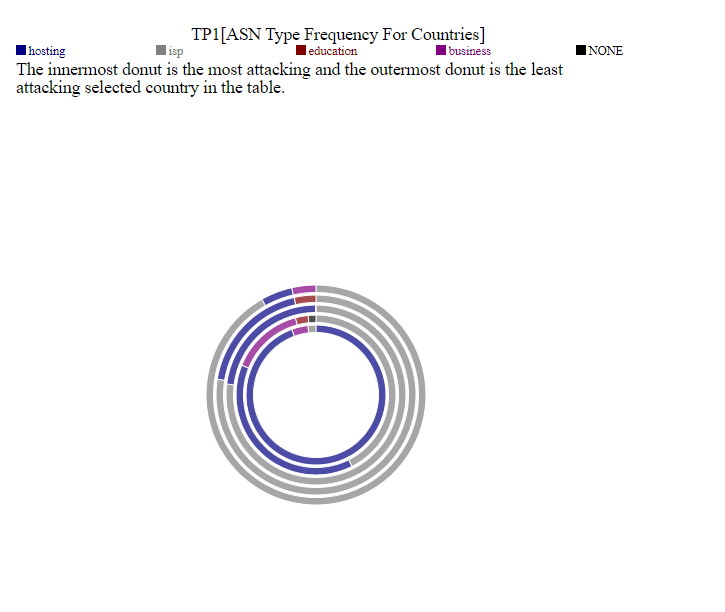 TP1[ASN Type Frequency For Countries]
hosting isp education business NONE
The innermost donut is the most attacking and the outermost donut is the least
attacking selected country in the table.